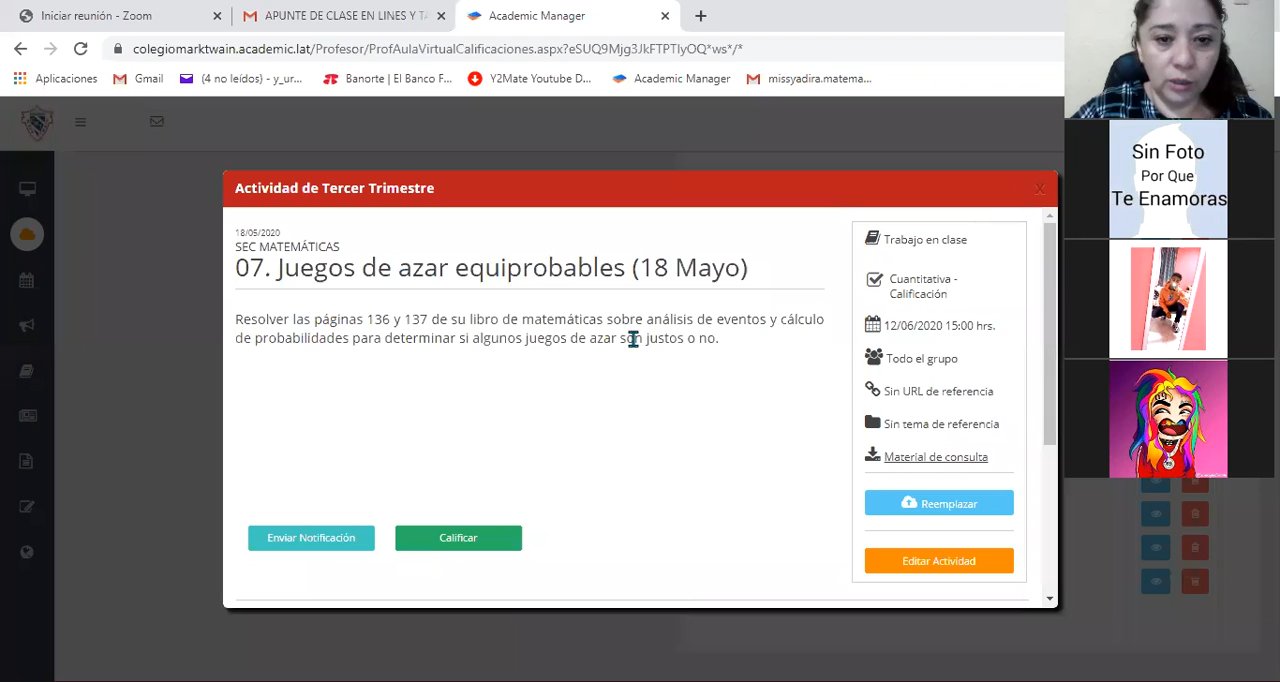 Iniciar reunión - Zoom
APUNTE DE CLASE EN LINES Y TA
Academic Manager
colegiomarktwain.academic.lat/Profesor/ProfAulaVirtualCalificaciones.aspx?eSUQ9Mjg3JkFTPTIyOQ*ws*/*
Aplicaciones
Gmail
(4 no leídos) - y_ur...
Banorte | El Banco F...
Y2Mate Youtube D...
Academic Manager
missyadira.matema...
Sin Foto
Por Que
Te Enamoras
Actividad de Tercer Trimestre
X
18/05/2020
SEC MATEMÁTICAS
07. Juegos de azar equiprobables (18 Mayo)
Resolver las páginas 136 y 137 de su libro de matemáticas sobre análisis de eventos y cálculo
de probabilidades para determinar si algunos juegos de azar son justos o no.
Trabajo en clase
Cuantitativa -
Calificación
12/06/2020 15:00 hrs.
Todo el grupo
Sin URL de referencia
Sin tema de referencia
Material de consulta
Reemplazar
Editar Actividad
Enviar Notificación
Calificar